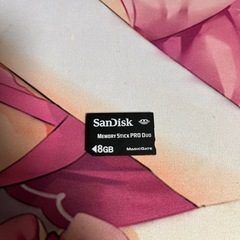 SanDisk
MEMORY STICK PRO DUO
8GB
MAGICGATE